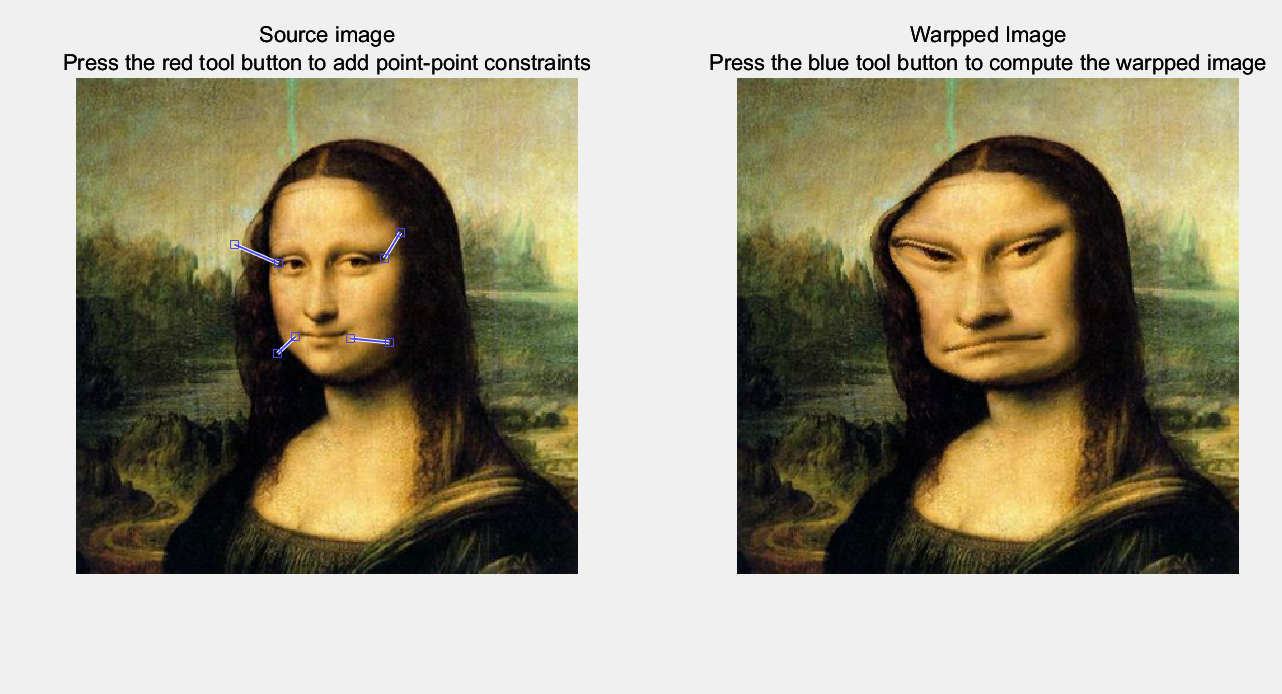 Source image
Press the red tool button to add point-point constraints
Warpped Image
Press the blue tool button to compute the warpped image